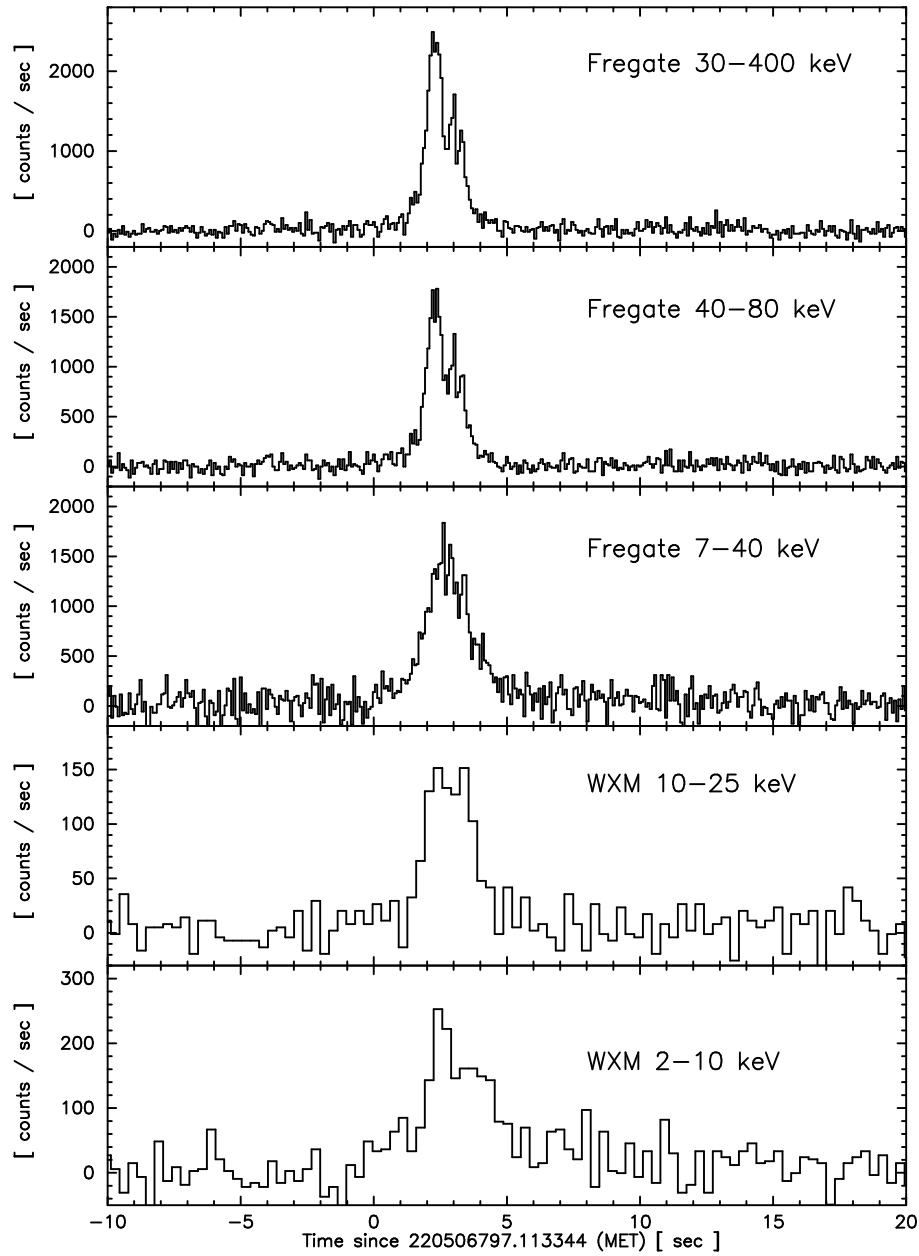 Fregate 30−400 keV
[ counts / sec ]
2000
1000
0
Fregate 40−80 keV
[ counts / sec ]
2000
1500
1000
500
0
Fregate 7−40 keV
[ counts / sec ]
2000
1500
1000
500
0
WXM 10−25 keV
[ counts / sec ]
150
100
50
0
WXM 2−10 keV
[ counts / sec ]
300
200
100
0
−10 −5 0 5 10 15 20
Time since 220506797.113344 (MET) [ sec ]